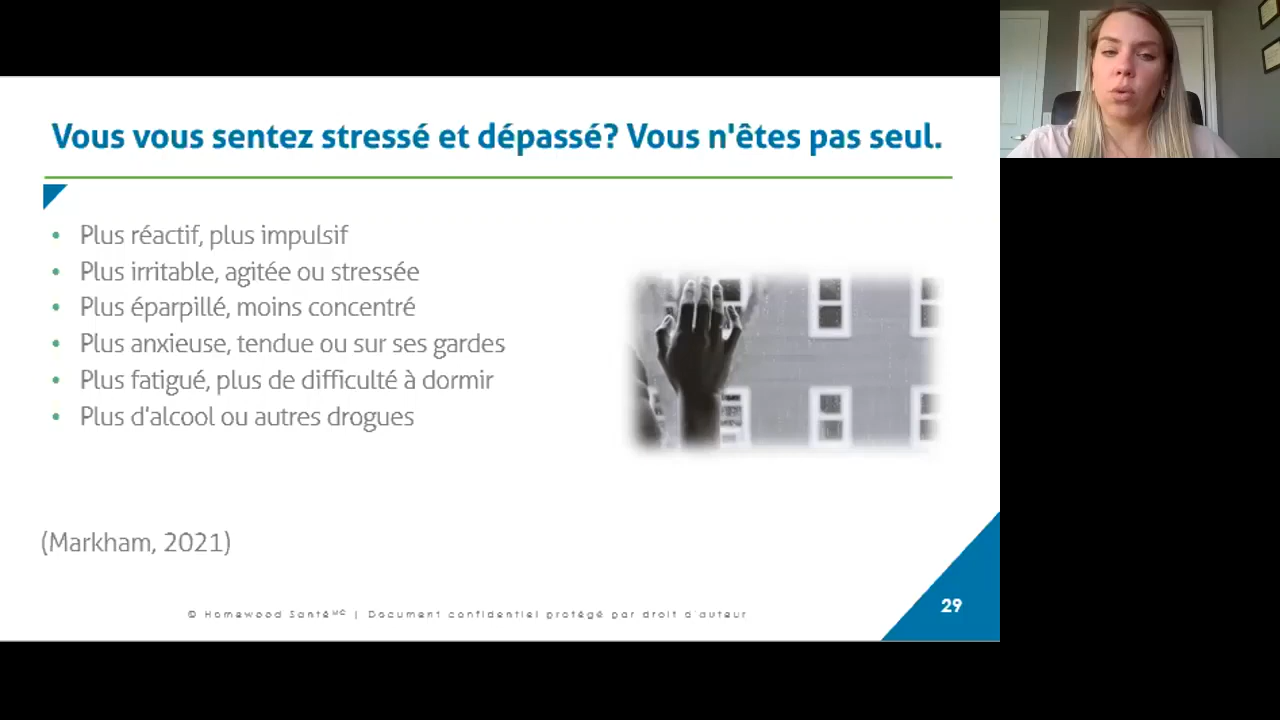 Vous vous sentez stressé et dépassé? Vous n'êtes pas seul.
• Plus réactif, plus impulsif
• Plus irritable, agitée ou stressée
• Plus éparpillé, moins concentré
• Plus anxieuse, tendue ou sur ses gardes
• Plus fatigué, plus de difficulté à dormir
• Plus d'alcool ou autres drogues
(Markham, 2021)
© Homewood Santé MC | Document confidentiel protégé par droit d'auteur
29